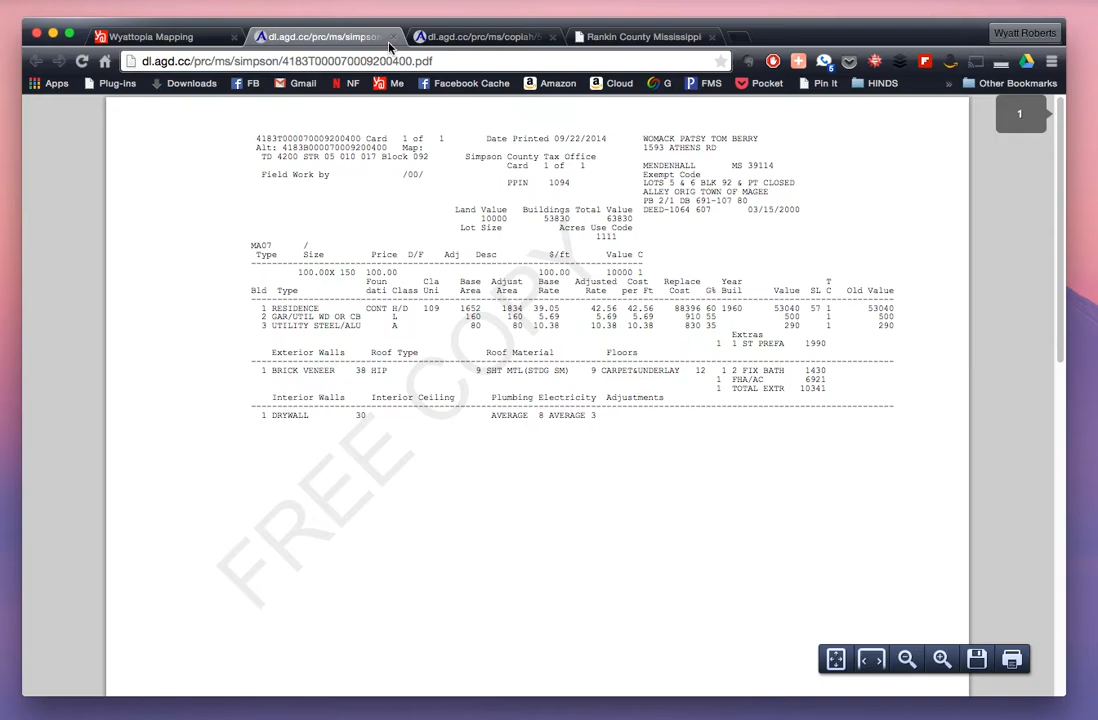 Wyattopia Mapping
dl.agd.cc/prc/ms/simpson
dl.agd.cc/prc/ms/copiah/5
Rankin County Mississippi
Wyatt Roberts
dl.agd.cc/prc/ms/simpson/4183T000070009200400.pdf
Apps Plug-ins Downloads FB Gmail NF Me Facebook Cache Amazon Cloud G FMS Pocket Pin It HINDS » Other Bookmarks
1
4183T000070009200400 Card 1 of 1 Date Printed 09/22/2014 WOMACK PATSY TOM BERRY
Alt: 4183B000070009200400 Map: 1593 ATHENS RD
TD 4200 STR 05 010 017 Block 092 Simpson County Tax Office
Card 1 of 1 MENDENHALL MS 39114
Field Work by /00/ Exempt Code
PPIN 1094 LOTS 5 & 6 BLK 92 & PT CLOSED
ALLEY ORIG TOWN OF MAGEE
PB 2/1 DB 691-107 80
Land Value Buildings Total Value DEED-1064 607 03/15/2000
10000 53830 63830
Lot Size Acres Use Code
1111
MA07 /
Type Size Price D/F Adj Desc $/ft Value C
100.00X 150 100.00 100.00 10000 1
Foun Cla Base Adjust Base Adjusted Cost Replace Year T
Bld Type dati Class Uni Area Area Rate Rate per Ft Cost G% Buil Value SL C Old Value
1 RESIDENCE CONT H/D 109 1652 1834 39.05 42.56 42.56 88396 60 1960 53040 57 1 53040
2 GAR/UTIL WD OR CB L 160 160 5.69 5.69 5.69 910 55 500 1 500
3 UTILITY STEEL/ALU A 80 80 10.38 10.38 10.38 830 35 290 1 290
Extras
1 1 ST PREFA 1990
Exterior Walls Roof Type Roof Material Floors
1 BRICK VENEER 38 HIP 9 SHT MTL(STDG SM) 9 CARPET&UNDERLAY 12 1 2 FIX BATH 1430
1 FHA/AC 6921
1 TOTAL EXTR 10341
Interior Walls Interior Ceiling Plumbing Electricity Adjustments
1 DRYWALL 30 AVERAGE 8 AVERAGE 3
FREE COPY